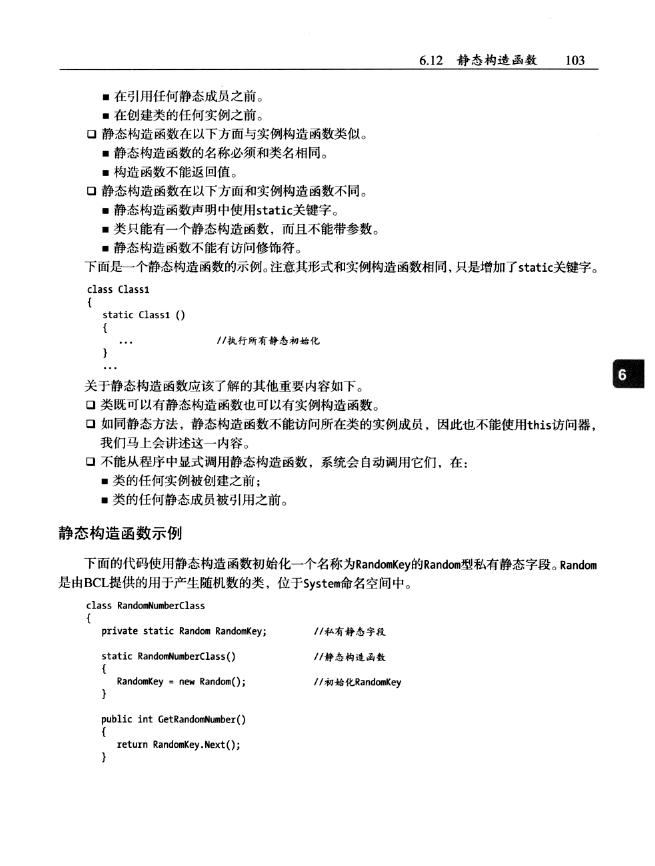 6.12 静态构造函数 103
■ 在引用任何静态成员之前。
■ 在创建类的任何实例之前。
❑ 静态构造函数在以下方面与实例构造函数类似。
■ 静态构造函数的名称必须和类名相同。
■ 构造函数不能返回值。
❑ 静态构造函数在以下方面和实例构造函数不同。
■ 静态构造函数声明中使用static关键字。
■ 类只能有一个静态构造函数，而且不能带参数。
■ 静态构造函数不能有访问修饰符。
下面是一个静态构造函数的示例。注意其形式和实例构造函数相同，只是增加了static关键字。
class Class1
{
static Class1 ()
{
... //执行所有静态初始化
}
...
6
关于静态构造函数应该了解的其他重要内容如下。
❑ 类既可以有静态构造函数也可以有实例构造函数。
❑ 如同静态方法，静态构造函数不能访问所在类的实例成员，因此也不能使用this访问器，
我们马上会讲述这一内容。
❑ 不能从程序中显式调用静态构造函数，系统会自动调用它们，在：
■ 类的任何实例被创建之前；
■ 类的任何静态成员被引用之前。
静态构造函数示例
下面的代码使用静态构造函数初始化一个名称为RandomKey的Random型私有静态字段。Random
是由BCL提供的用于产生随机数的类，位于System命名空间中。
class RandomNumberClass
{
private static Random RandomKey; //私有静态字段
static RandomNumberClass() //静态构造函数
{
RandomKey = new Random(); //初始化RandomKey
}
public int GetRandomNumber()
{
return RandomKey.Next();
}